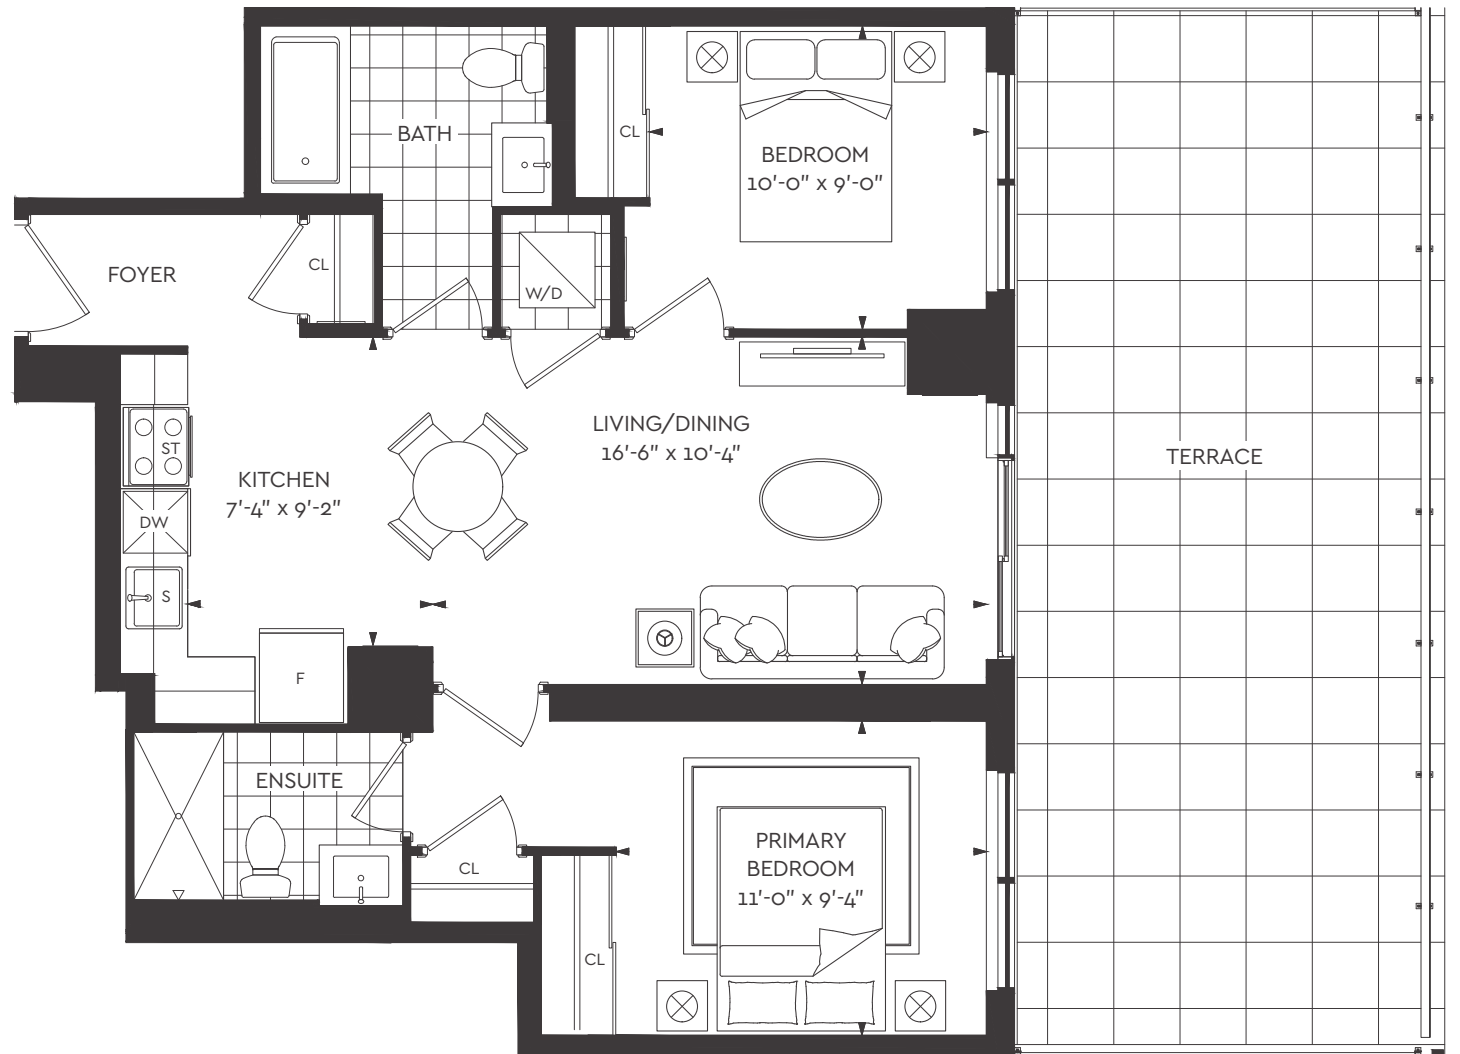 BATH
CL
BEDROOM
10'-0" x 9'-0"
FOYER
CL
W/D
LIVING/DINING
16'-6" x 10'-4"
ST
KITCHEN
7'-4" x 9'-2"
TERRACE
DW
S
F
ENSUITE
PRIMARY
BEDROOM
11'-0" x 9'-4"
CL
CL